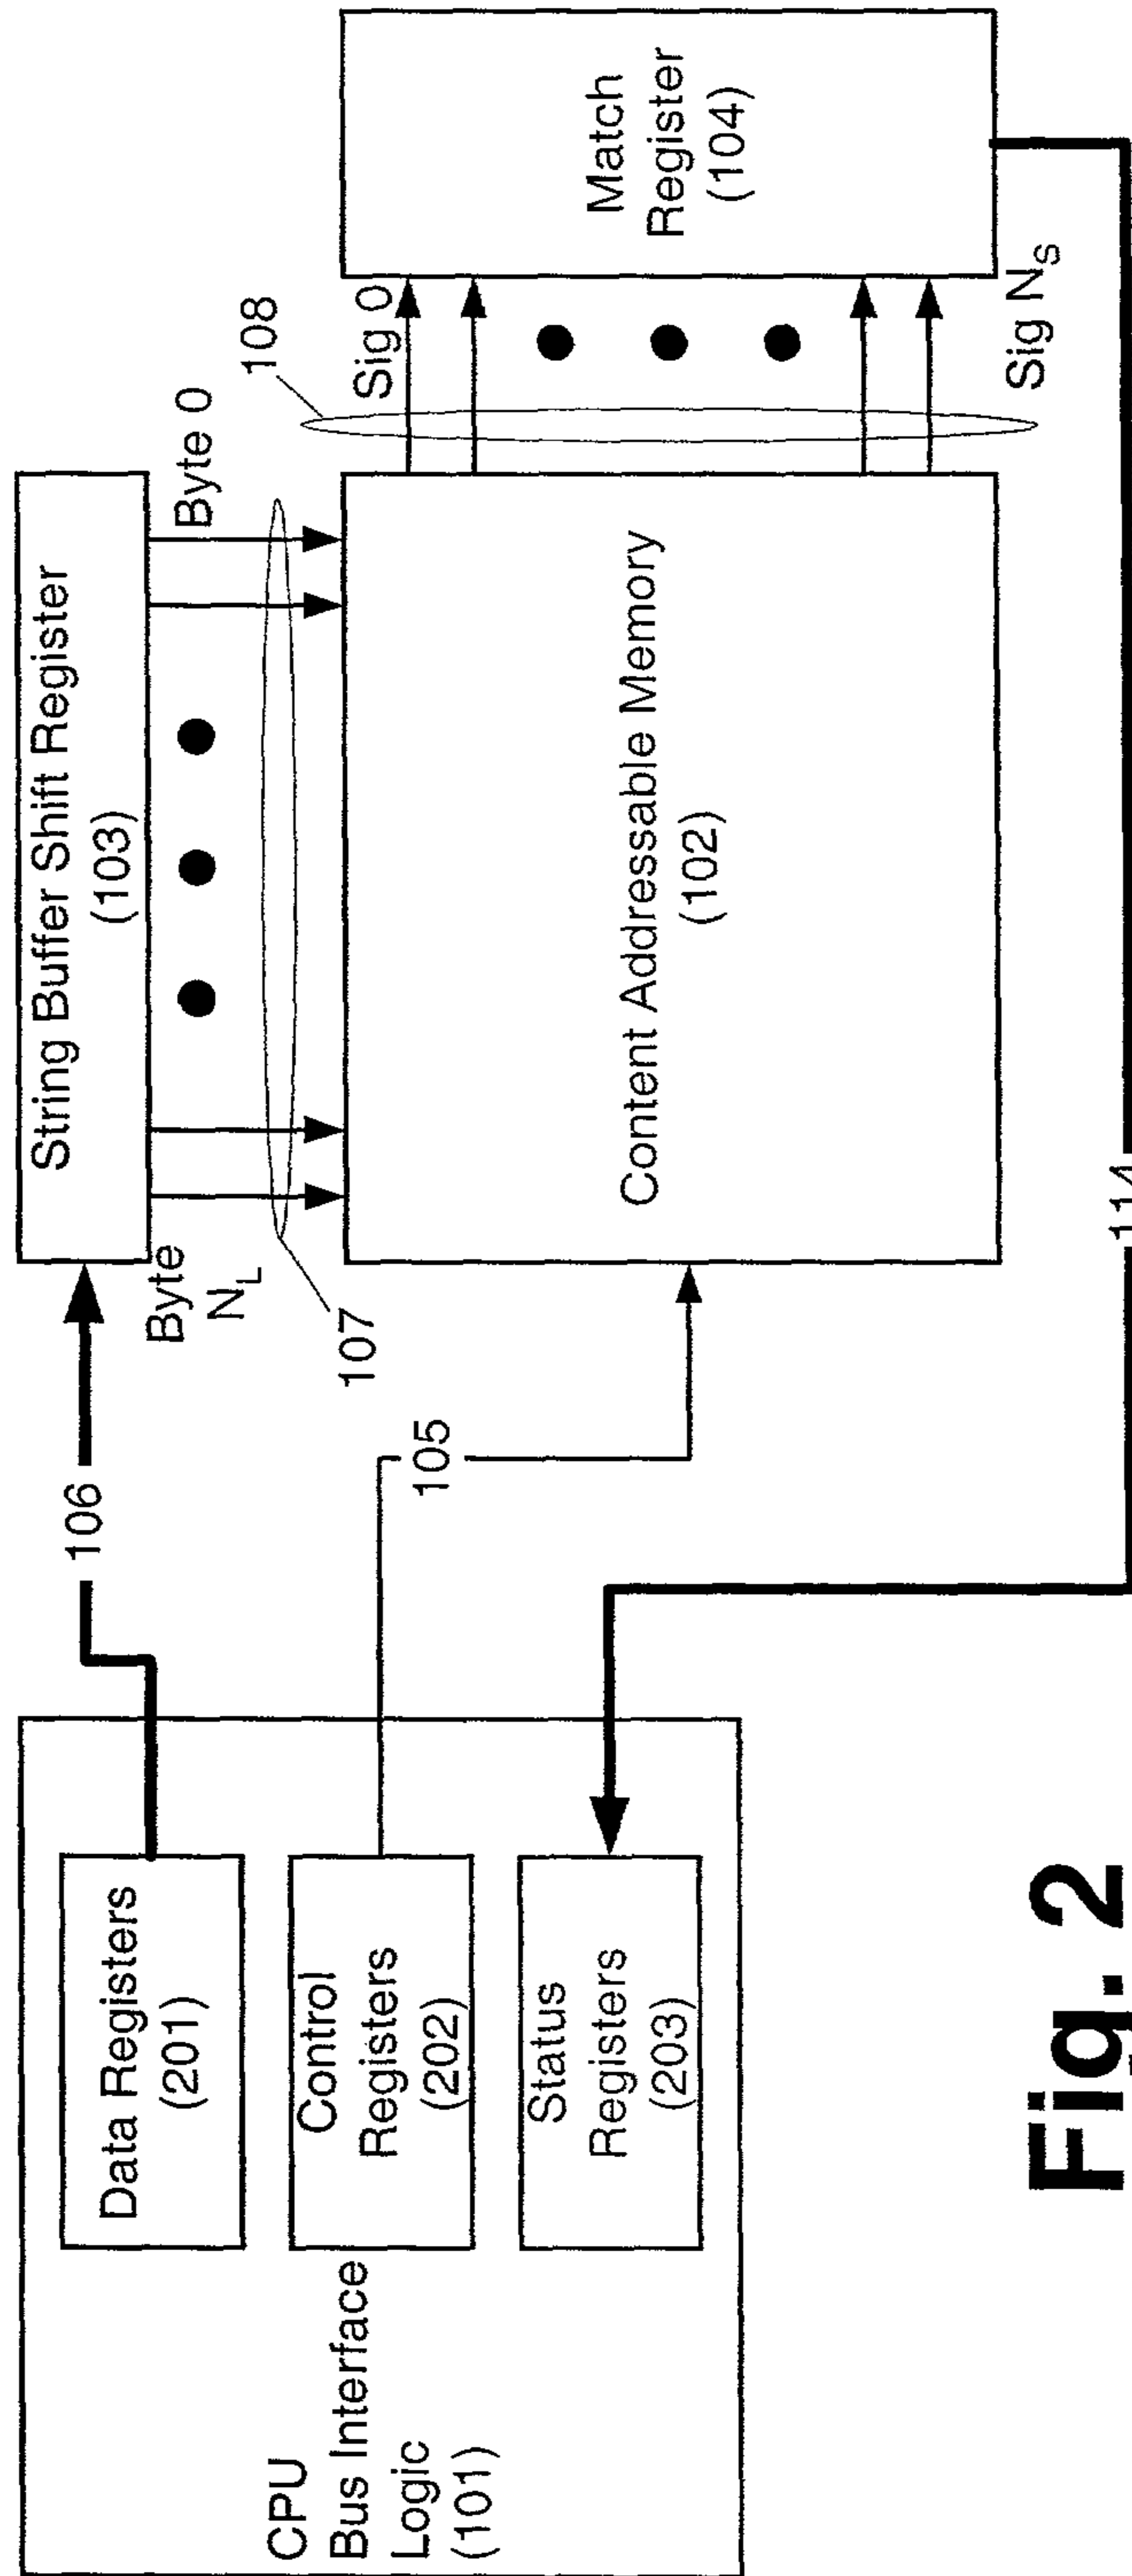 CPU
Bus Interface
Logic
(101)
Data Registers
(201)
Control
Registers
(202)
Status
Registers
(203)
106
105
114
String Buffer Shift Register
(103)
Byte
N_L
Byte 0
107
Content Addressable Memory
(102)
108
Sig 0
Sig N_S
Match
Register
(104)
Fig. 2